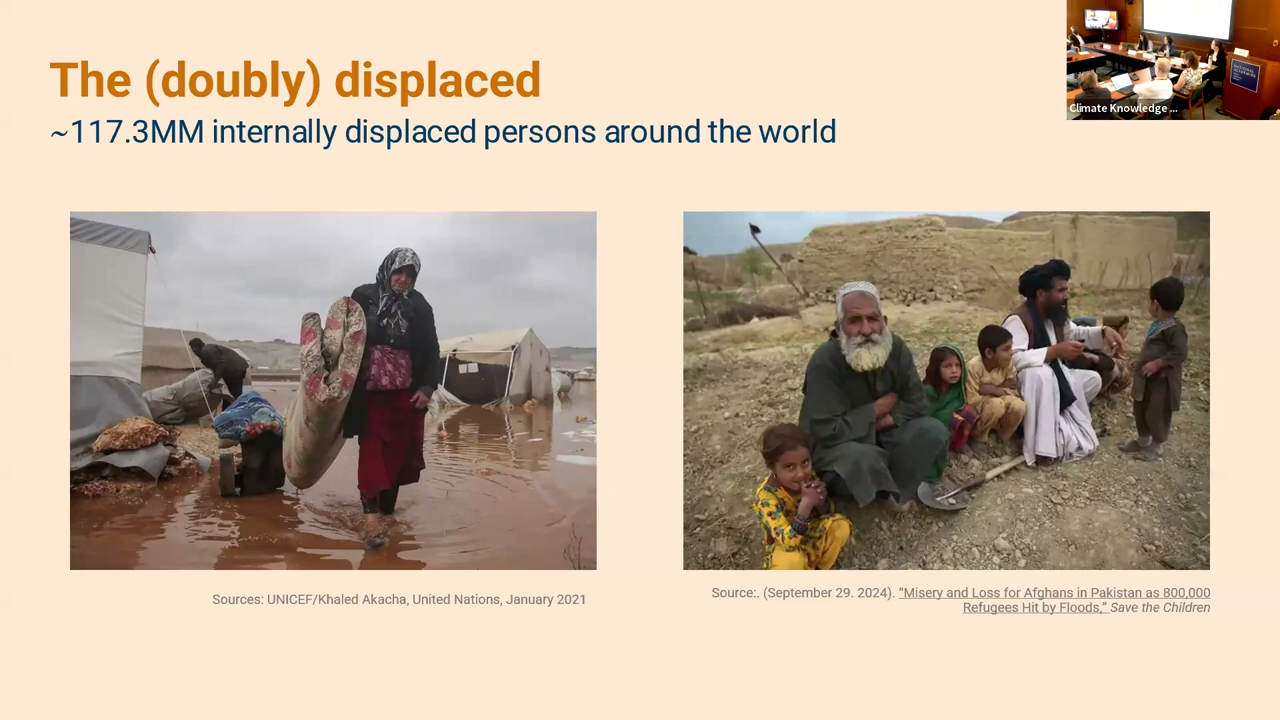 The (doubly) displaced
~117.3MM internally displaced persons around the world
Climate Knowledge ...
NATIONAL
ACADEMIES
Sources: UNICEF/Khaled Akacha, United Nations, January 2021
Source:. (September 29. 2024). “Misery and Loss for Afghans in Pakistan as 800,000
Refugees Hit by Floods,” Save the Children